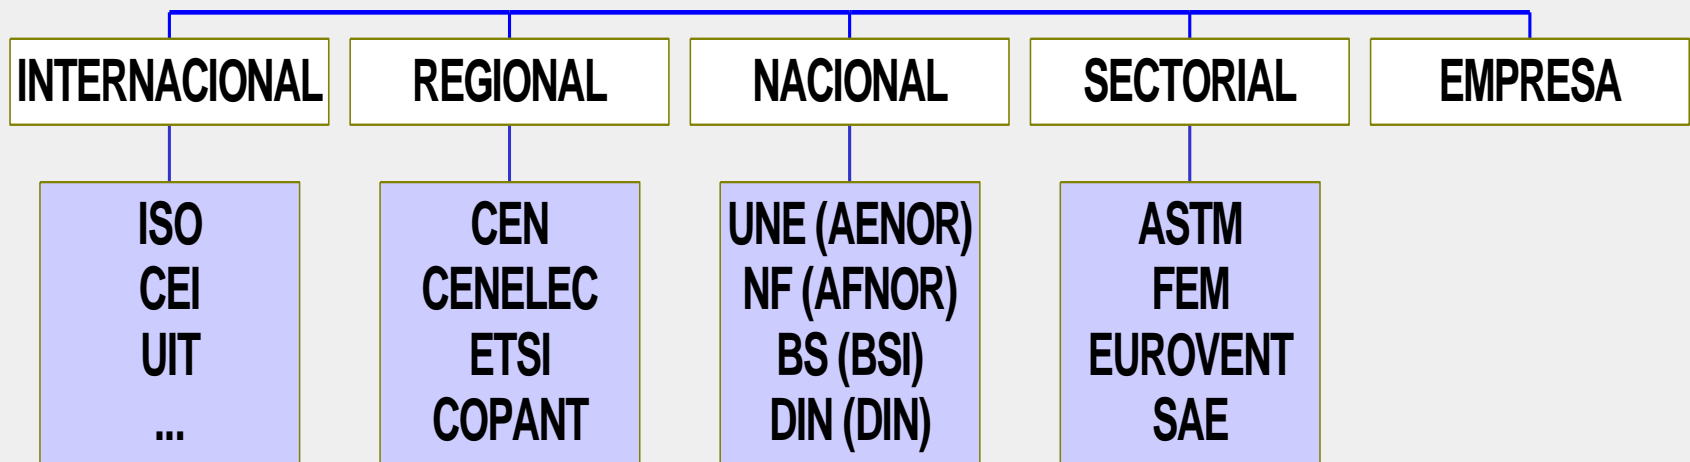 INTERNACIONAL
REGIONAL
NACIONAL
SECTORIAL
EMPRESA
ISO
CEI
UIT
...
CEN
CENELEC
ETSI
COPANT
UNE (AENOR)
NF (AFNOR)
BS (BSI)
DIN (DIN)
ASTM
FEM
EUROVENT
SAE